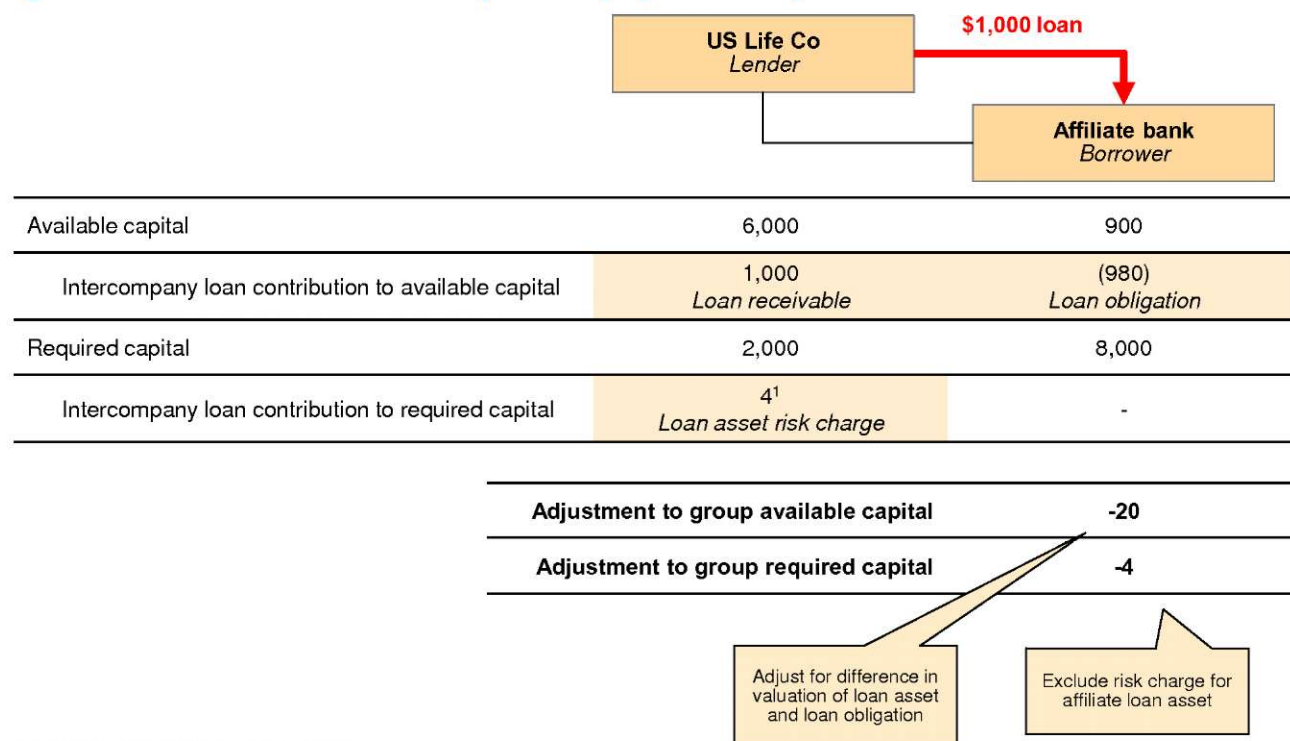 $1,000 loan
US Life Co
Lender
Affiliate bank
Borrower
Available capital 6,000 900
Intercompany loan contribution to available capital 1,000 (980)
Loan receivable Loan obligation
Required capital 2,000 8,000
Intercompany loan contribution to required capital 4¹ -
Loan asset risk charge
Adjustment to group available capital -20
Adjustment to group required capital -4
Adjust for difference in
valuation of loan asset
and loan obligation
Exclude risk charge for
affiliate loan asset